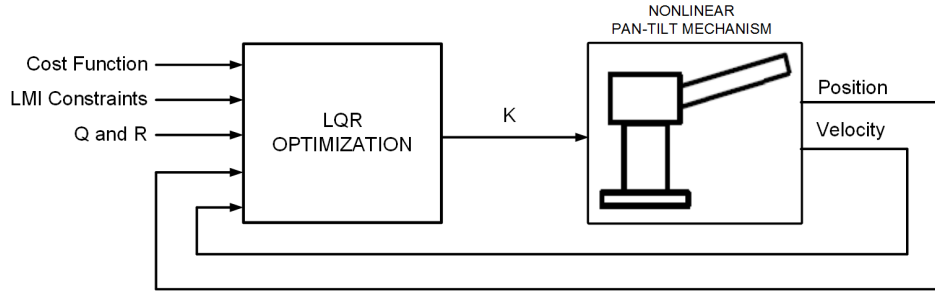 NONLINEAR
PAN-TILT MECHANISM
Cost Function
LMI Constraints
Q and R
LQR
OPTIMIZATION
K
Position
Velocity